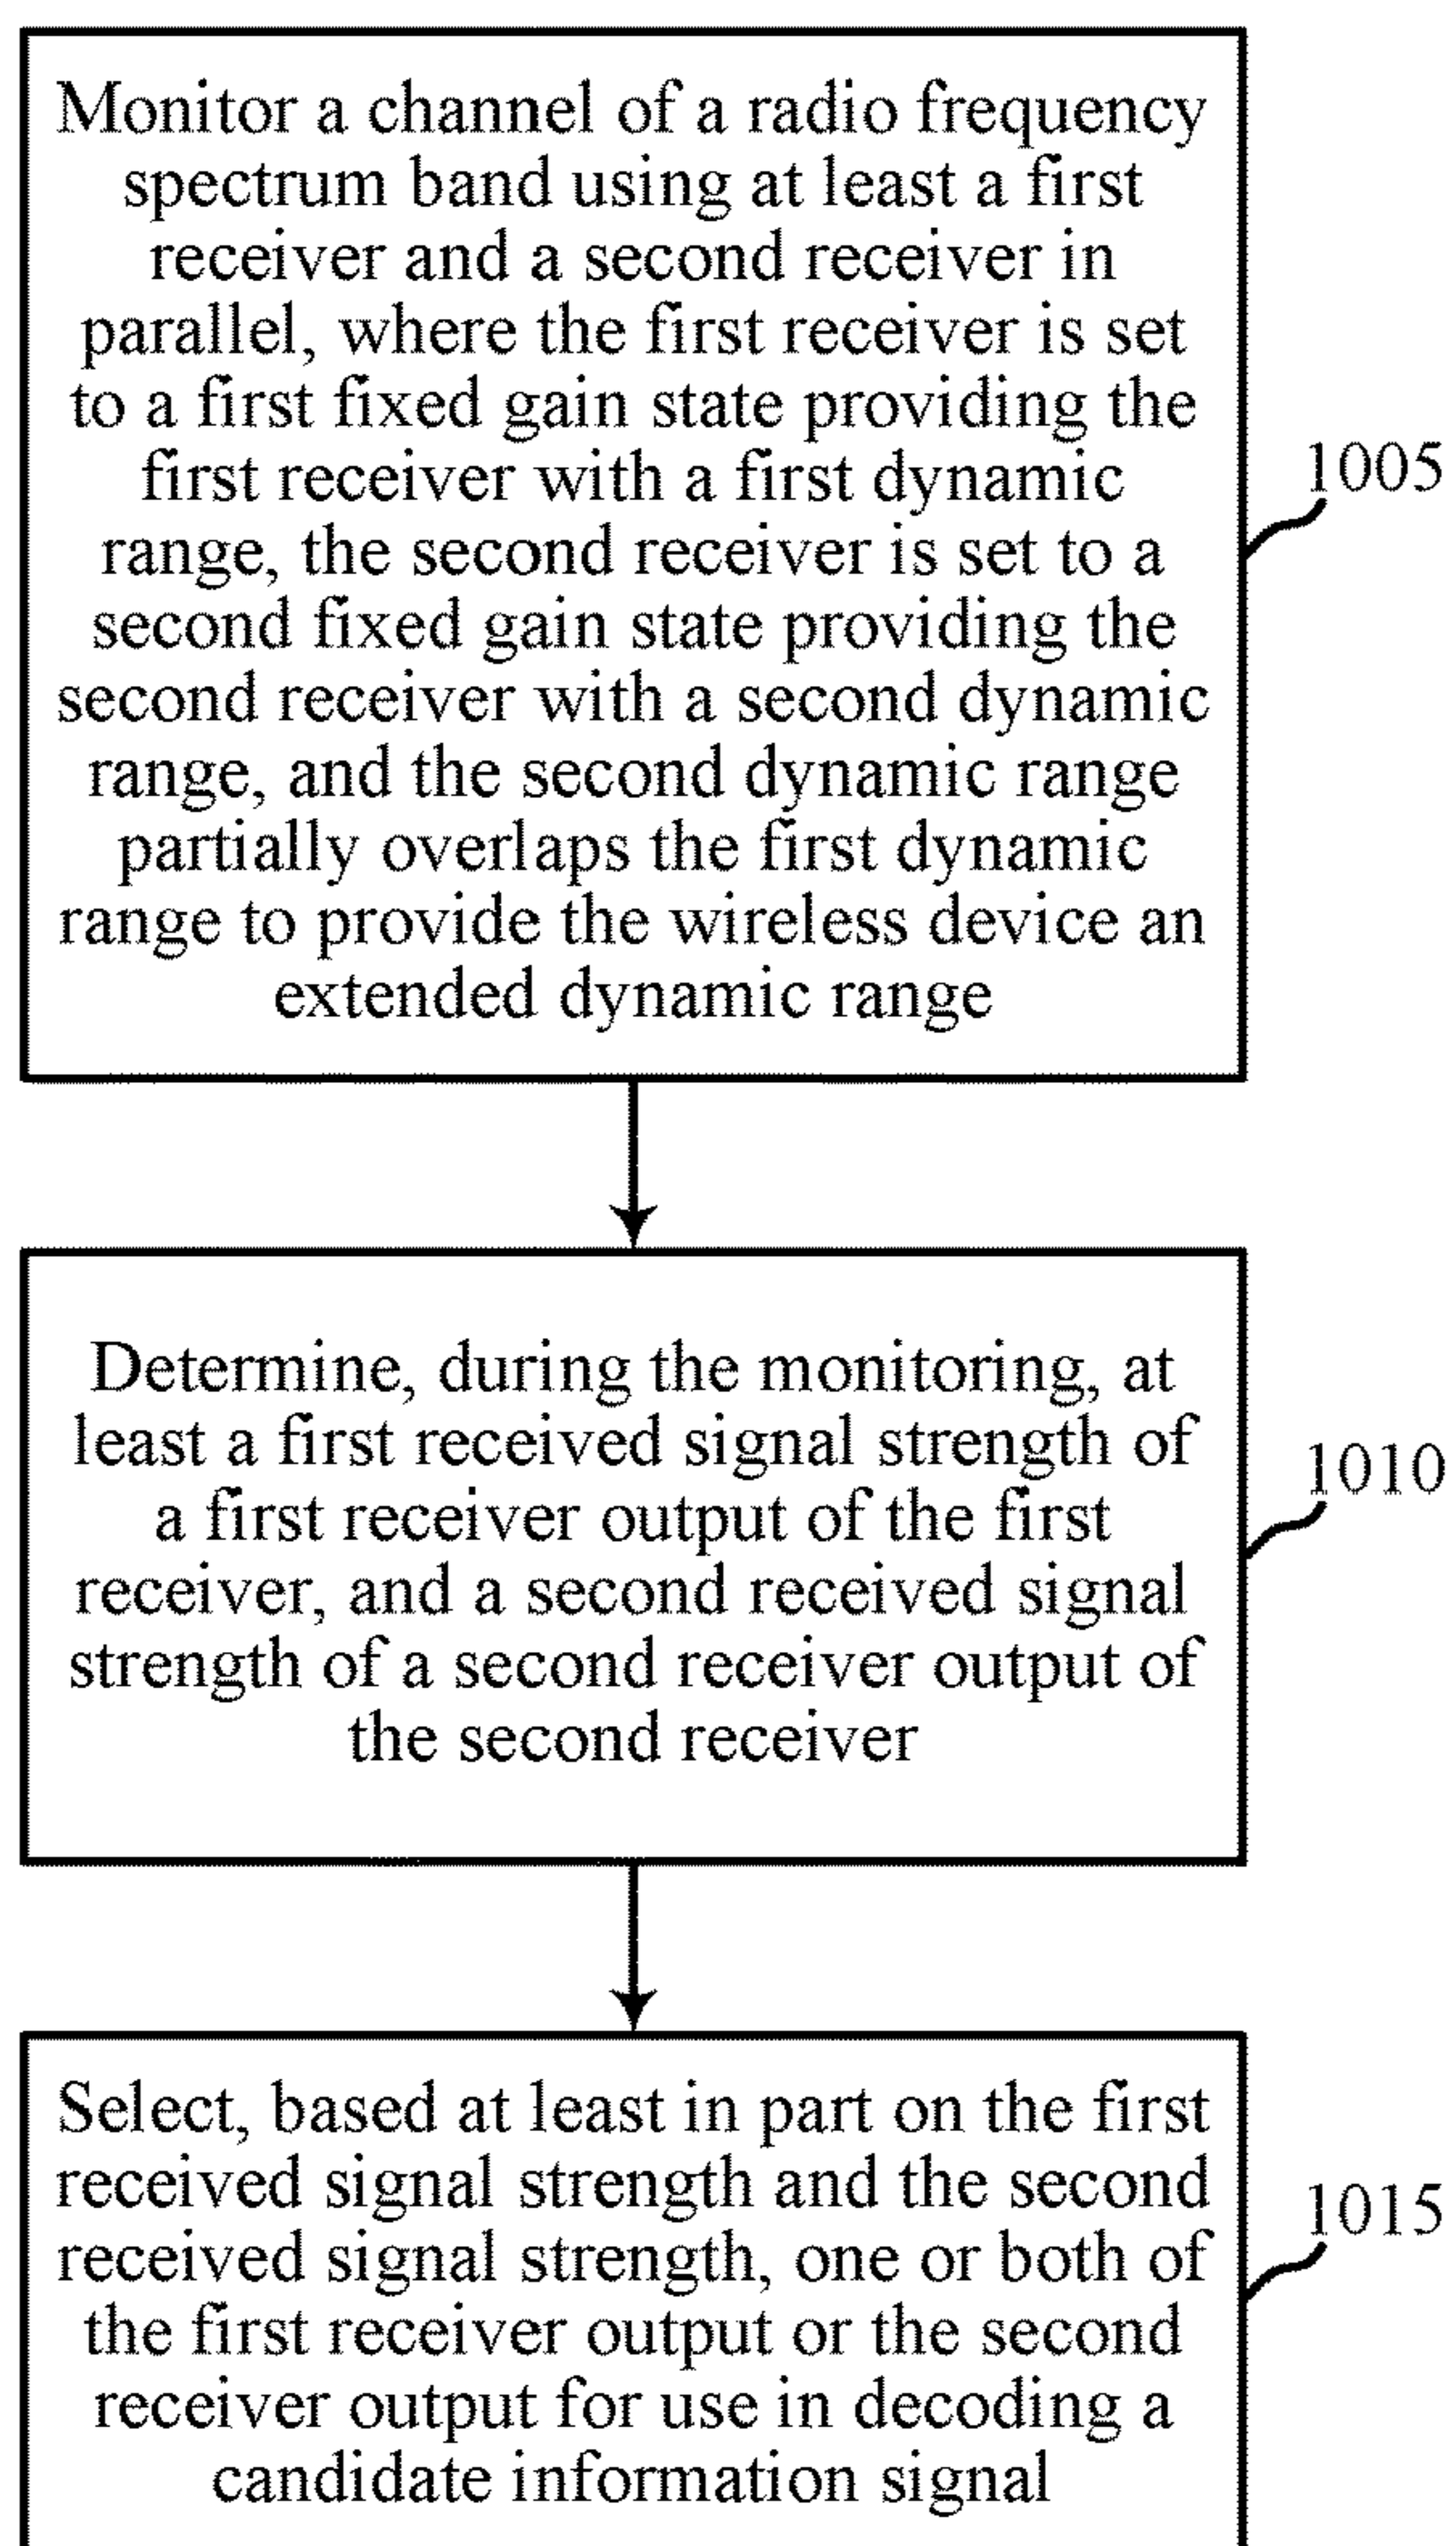 Monitor a channel of a radio frequency
spectrum band using at least a first
receiver and a second receiver in
parallel, where the first receiver is set
to a first fixed gain state providing the
first receiver with a first dynamic
range, the second receiver is set to a
second fixed gain state providing the
second receiver with a second dynamic
range, and the second dynamic range
partially overlaps the first dynamic
range to provide the wireless device an
extended dynamic range
1005
Determine, during the monitoring, at
least a first received signal strength of
a first receiver output of the first
receiver, and a second received signal
strength of a second receiver output of
the second receiver
1010
Select, based at least in part on the first
received signal strength and the second
received signal strength, one or both of
the first receiver output or the second
receiver output for use in decoding a
candidate information signal
1015